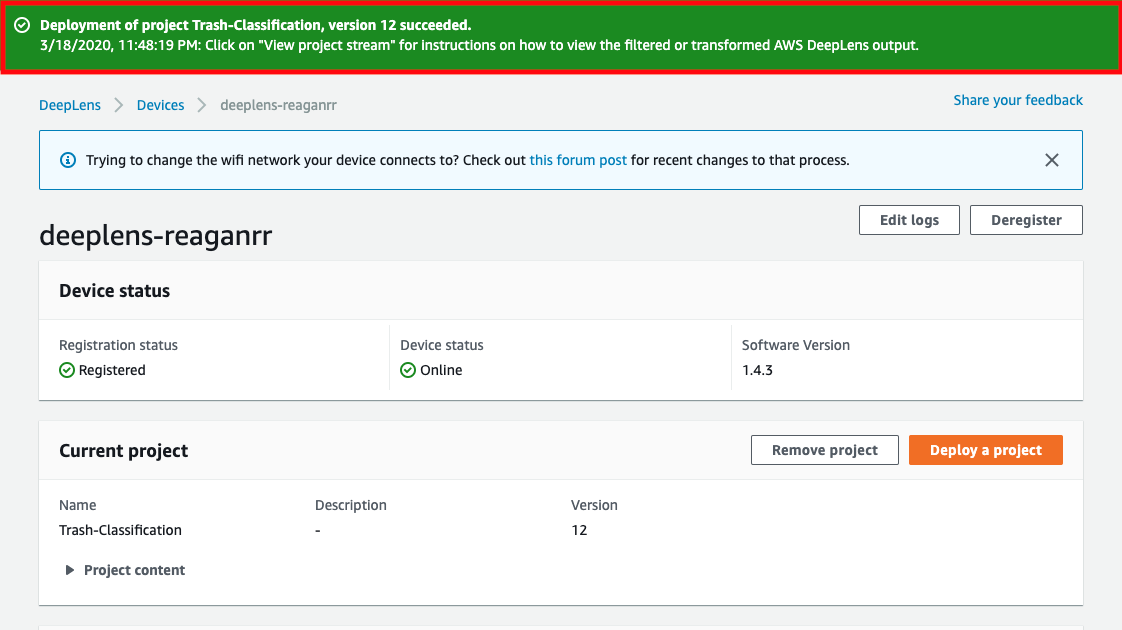 Deployment of project Trash-Classification, version 12 succeeded.
3/18/2020, 11:48:19 PM: Click on "View project stream" for instructions on how to view the filtered or transformed AWS DeepLens output.
DeepLens Devices deeplens-reaganrr
Share your feedback
Trying to change the wifi network your device connects to? Check out this forum post for recent changes to that process.
deeplens-reaganrr
Edit logs Deregister
Device status
Registration status Device status Software Version
Registered Online 1.4.3
Current project
Remove project Deploy a project
Name Description Version
Trash-Classification - 12
Project content